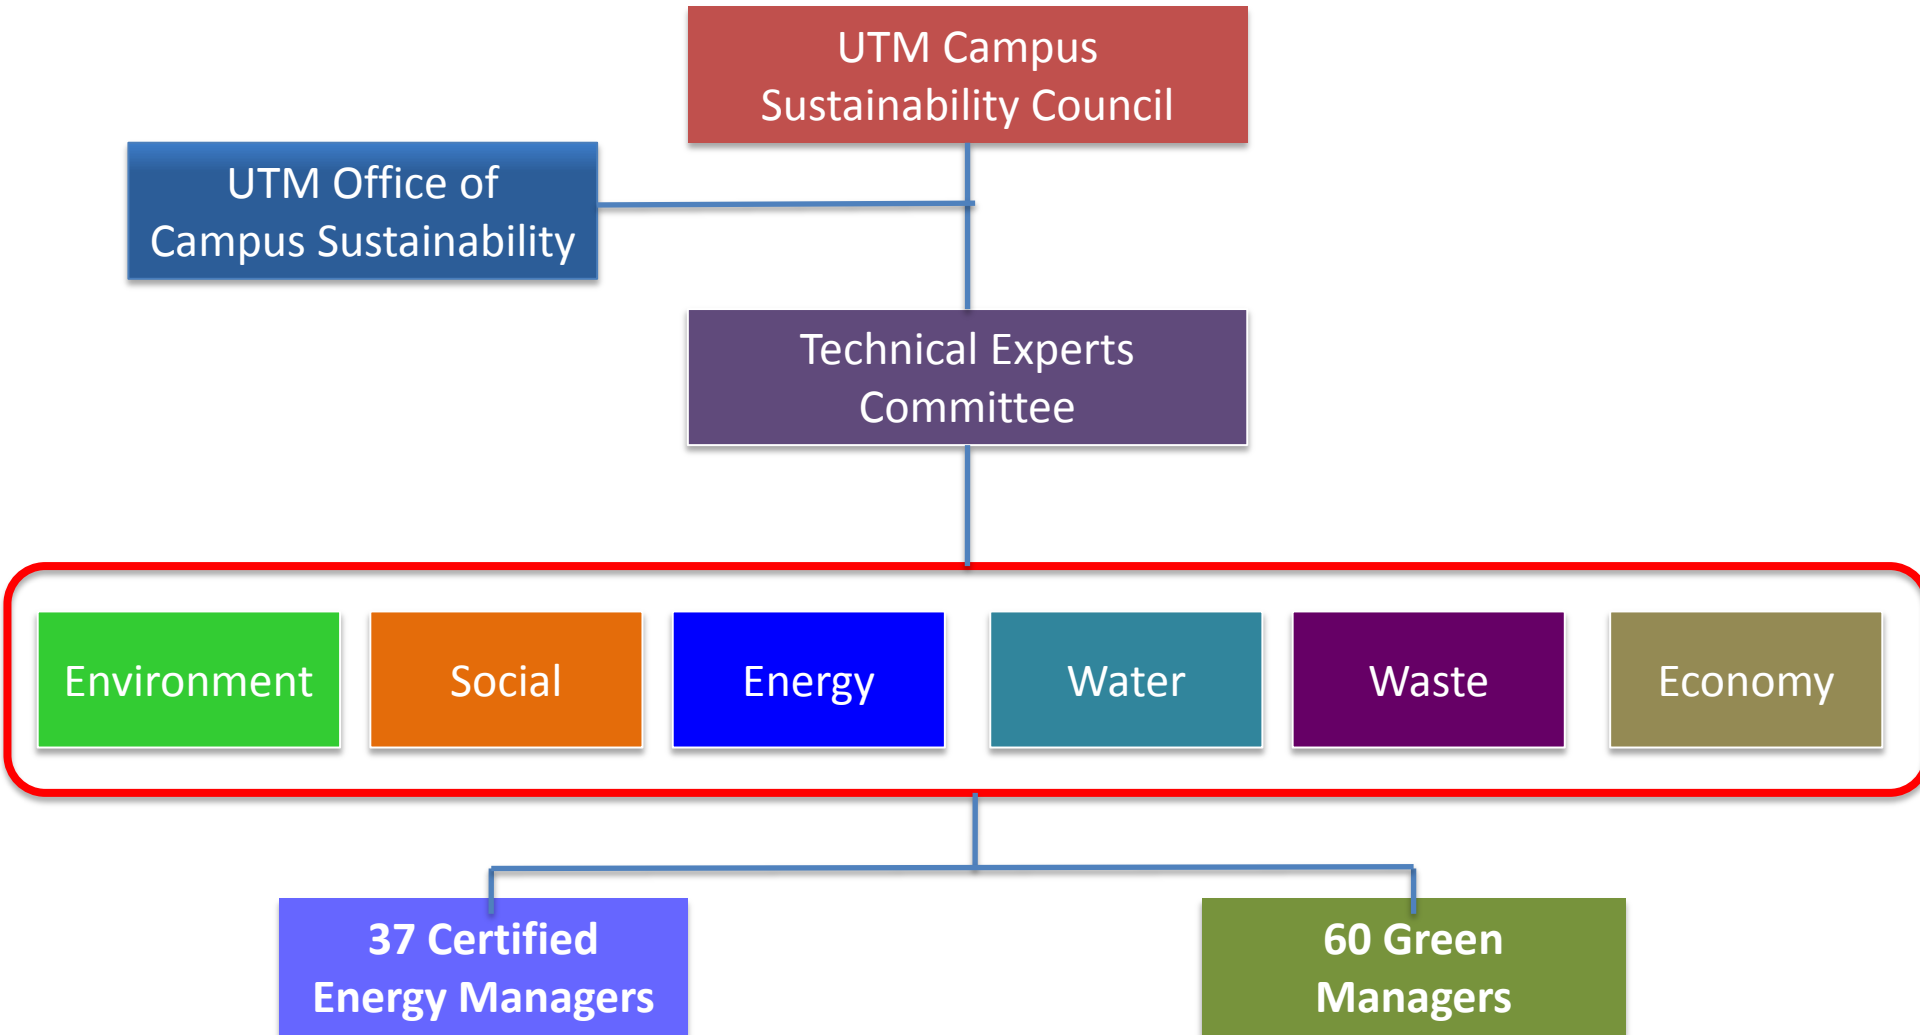 UTM Campus
Sustainability Council
UTM Office of
Campus Sustainability
Technical Experts
Committee
Environment
Social
Energy
Water
Waste
Economy
37 Certified
Energy Managers
60 Green
Managers